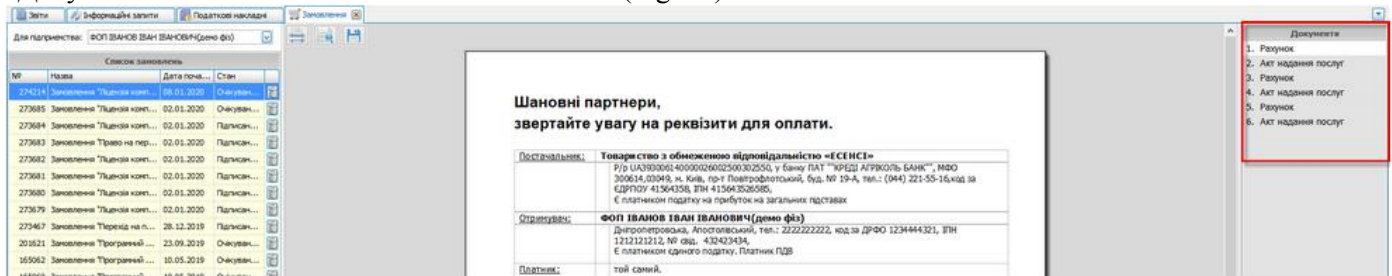 Звіти Інформаційні запити Податкові накладні Замовлення
Для підприємства: ФОП ІВАНОВ ІВАН ІВАНОВИЧ(демо фіз)
Список замовлень
№ Назва Дата поча... Стан
274214 Замовлення "Ліцензія комп... 08.01.2020 Очікуван...
273685 Замовлення "Ліцензія комп... 02.01.2020 Очікуван...
273684 Замовлення "Ліцензія комп... 02.01.2020 Підписан...
273683 Замовлення "Право на пер... 02.01.2020 Підписан...
273682 Замовлення "Ліцензія комп... 02.01.2020 Підписан...
273681 Замовлення "Ліцензія комп... 02.01.2020 Підписан...
273680 Замовлення "Ліцензія комп... 02.01.2020 Підписан...
273679 Замовлення "Ліцензія комп... 02.01.2020 Підписан...
273467 Замовлення "Перехід на п... 28.12.2019 Підписан...
201621 Замовлення "Програмний ... 23.09.2019 Очікуван...
165062 Замовлення "Програмний ... 10.05.2019 Очікуван...
Шановні партнери,
звертайте увагу на реквізити для оплати.
Постачальник: Товариство з обмеженою відповідальністю «ЕСЕНСІ»
Р/р UA393006140000026002500302550, у банку ПАТ ""КРЕДІ АГРІКОЛЬ БАНК"", МФО
300614,03049, м. Київ, пр-т Повітрофлотський, буд. № 19-А, тел.: (044) 221-55-16,код за
ЄДРПОУ 41564358, ІПН 415643526585,
Є платником податку на прибуток на загальних підставах
Отримувач: ФОП ІВАНОВ ІВАН ІВАНОВИЧ(демо фіз)
Дніпропетровська, Апостолівський, тел.: 2222222222, код за ДРФО 1234444321, ІПН
1212121212, № свід. 432423434,
Є платником єдиного податку. Платник ПДВ
Платник: той самий.
Документи
1. Рахунок
2. Акт надання послуг
3. Рахунок
4. Акт надання послуг
5. Рахунок
6. Акт надання послуг